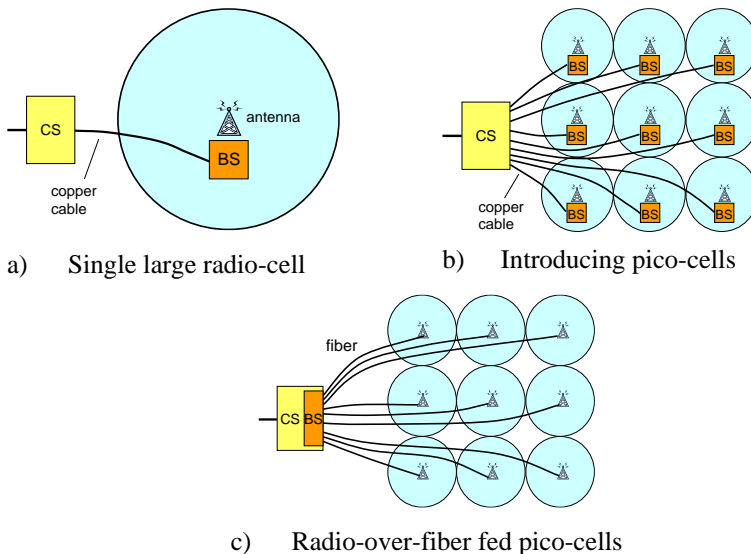 CS
antenna
BS
copper
cable
a) Single large radio-cell
BS BS BS
CS
BS BS BS
copper
cable
BS BS BS
b) Introducing pico-cells
fiber
CS BS
c) Radio-over-fiber fed pico-cells